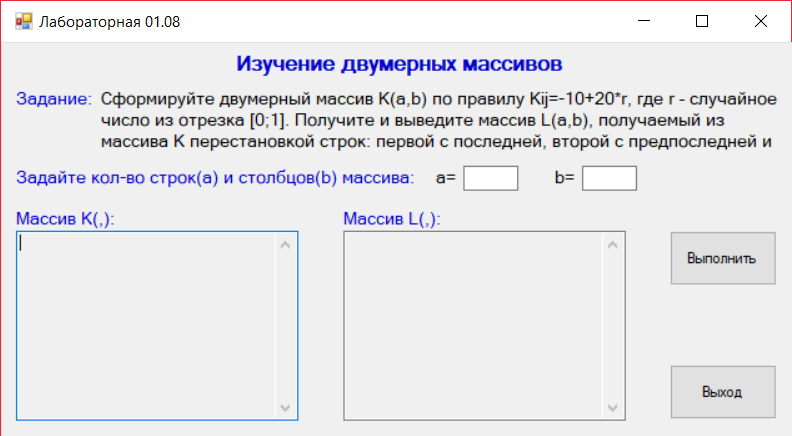 Лабораторная 01.08
Изучение двумерных массивов
Задание: Сформируйте двумерный массив K(a,b) по правилу Kij=-10+20*r, где r - случайное
число из отрезка [0;1]. Получите и выведите массив L(a,b), получаемый из
массива K перестановкой строк: первой с последней, второй с предпоследней и
Задайте кол-во строк(a) и столбцов(b) массива: a= b=
Массив K(,): Массив L(,):
Выполнить
Выход